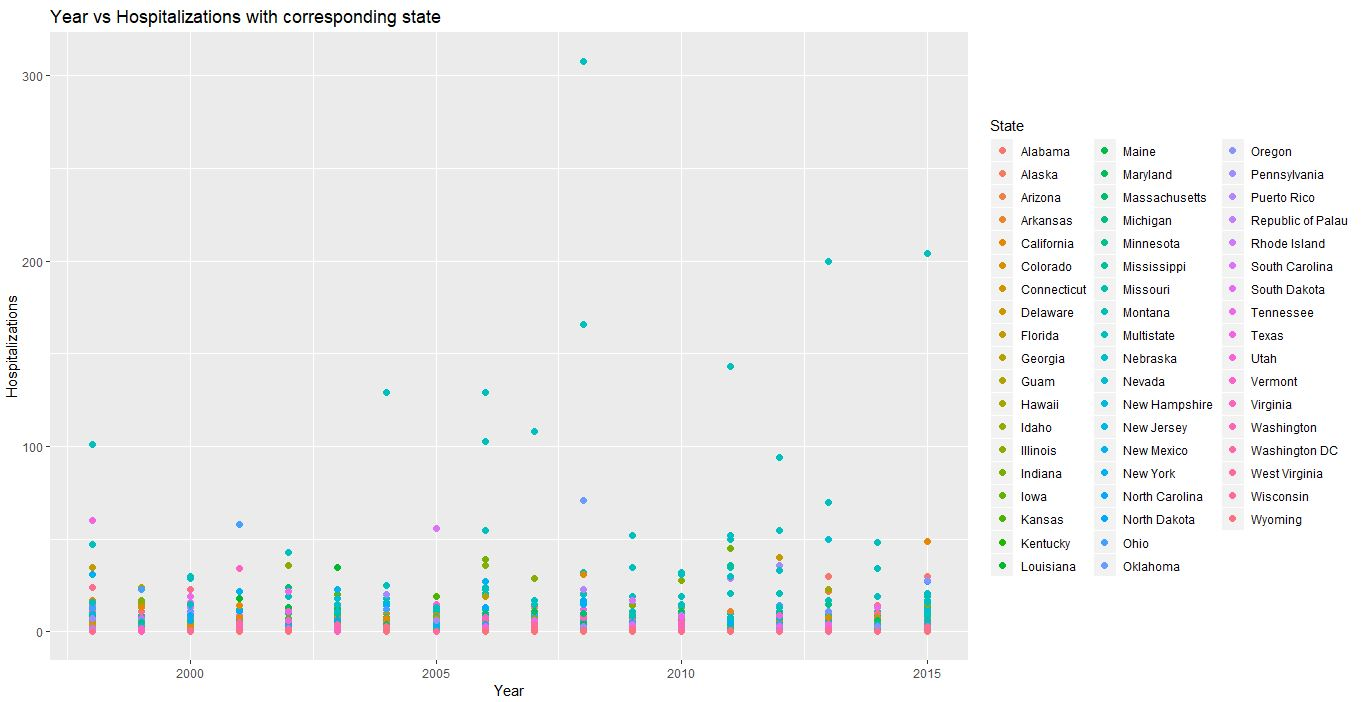 Year vs Hospitalizations with corresponding state
Hospitalizations
300
200
100
0
2000 2005 2010 2015
Year
State
Alabama
Alaska
Arizona
Arkansas
California
Colorado
Connecticut
Delaware
Florida
Georgia
Guam
Hawaii
Idaho
Illinois
Indiana
Iowa
Kansas
Kentucky
Louisiana
Maine
Maryland
Massachusetts
Michigan
Minnesota
Mississippi
Missouri
Montana
Multistate
Nebraska
Nevada
New Hampshire
New Jersey
New Mexico
New York
North Carolina
North Dakota
Ohio
Oklahoma
Oregon
Pennsylvania
Puerto Rico
Republic of Palau
Rhode Island
South Carolina
South Dakota
Tennessee
Texas
Utah
Vermont
Virginia
Washington
Washington DC
West Virginia
Wisconsin
Wyoming